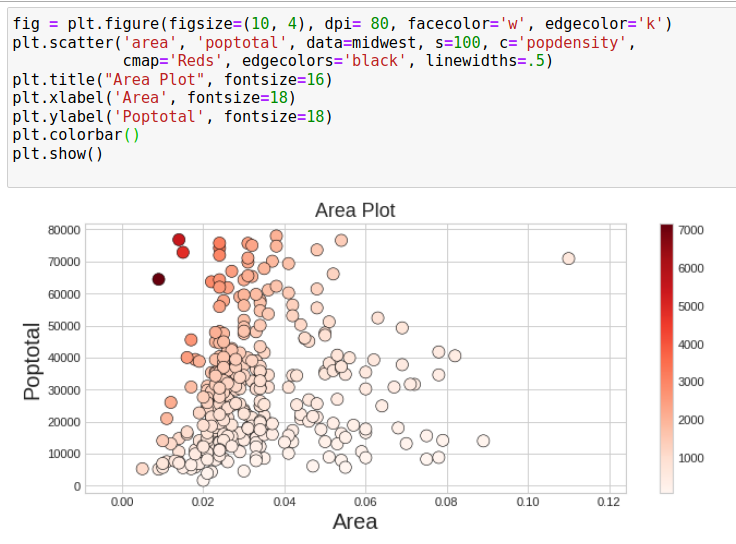 fig = plt.figure(figsize=(10, 4), dpi= 80, facecolor='w', edgecolor='k')
plt.scatter('area', 'poptotal', data=midwest, s=100, c='popdensity',
            cmap='Reds', edgecolors='black', linewidths=.5)
plt.title("Area Plot", fontsize=16)
plt.xlabel('Area', fontsize=18)
plt.ylabel('Poptotal', fontsize=18)
plt.colorbar()
plt.show()
Area Plot
80000
70000
60000
50000
40000
30000
20000
10000
0
Poptotal
0.00 0.02 0.04 0.06 0.08 0.10 0.12
Area
7000
6000
5000
4000
3000
2000
1000